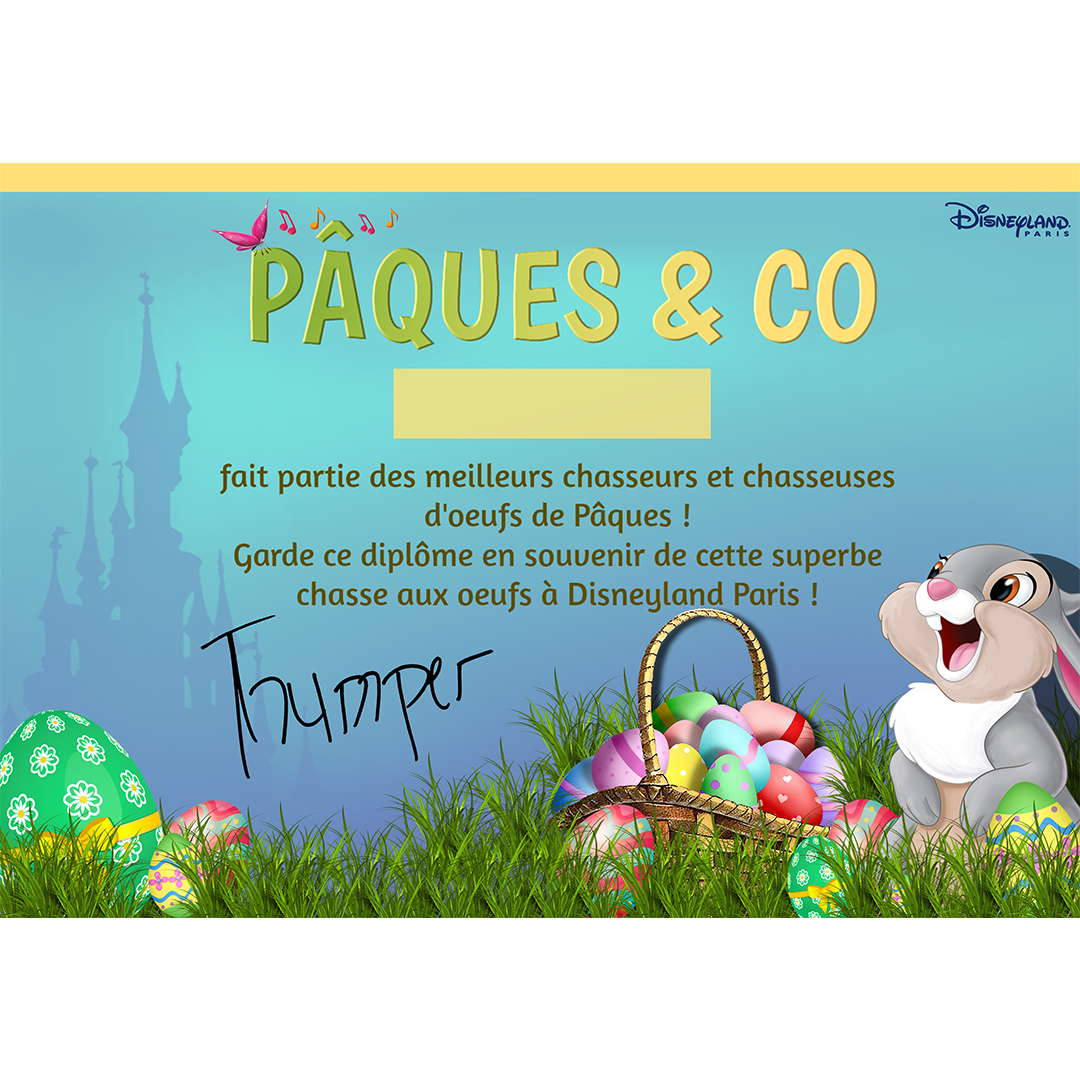 DISNEYLAND
PARIS
PÂQUES & CO
fait partie des meilleurs chasseurs et chasseuses
d'oeufs de Pâques !
Garde ce diplôme en souvenir de cette superbe
chasse aux oeufs à Disneyland Paris !
Thumper